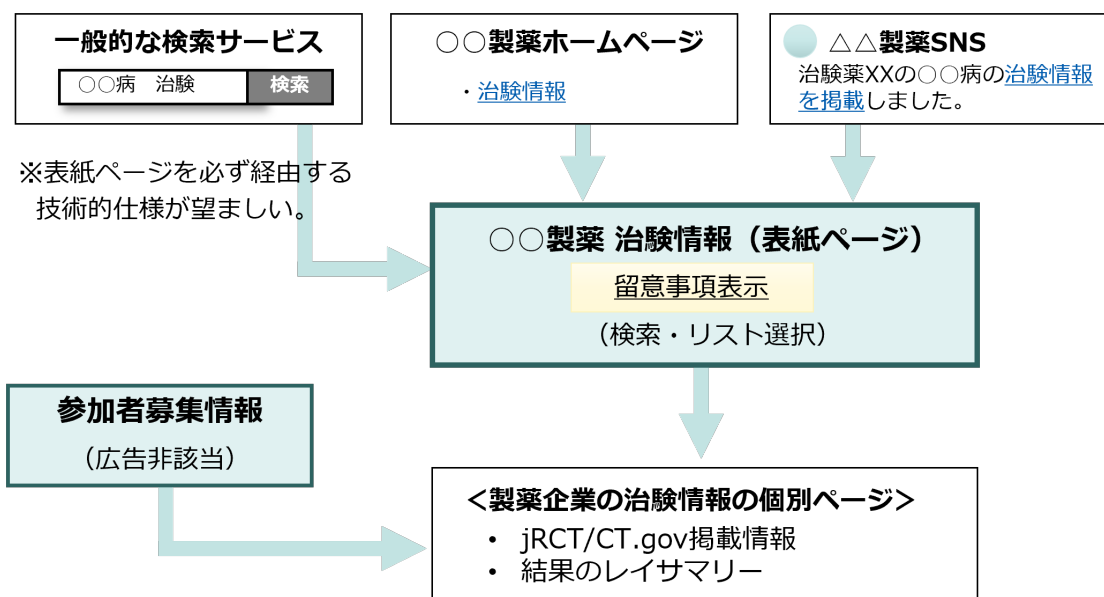 一般的な検索サービス
○○病　治験
検索
○○製薬ホームページ
・治験情報
△△製薬SNS
治験薬XXの○○病の治験情報
を掲載しました。
※表紙ページを必ず経由する
技術的仕様が望ましい。
○○製薬 治験情報（表紙ページ）
留意事項表示
（検索・リスト選択）
参加者募集情報
（広告非該当）
＜製薬企業の治験情報の個別ページ＞
• jRCT/CT.gov掲載情報
• 結果のレイサマリー